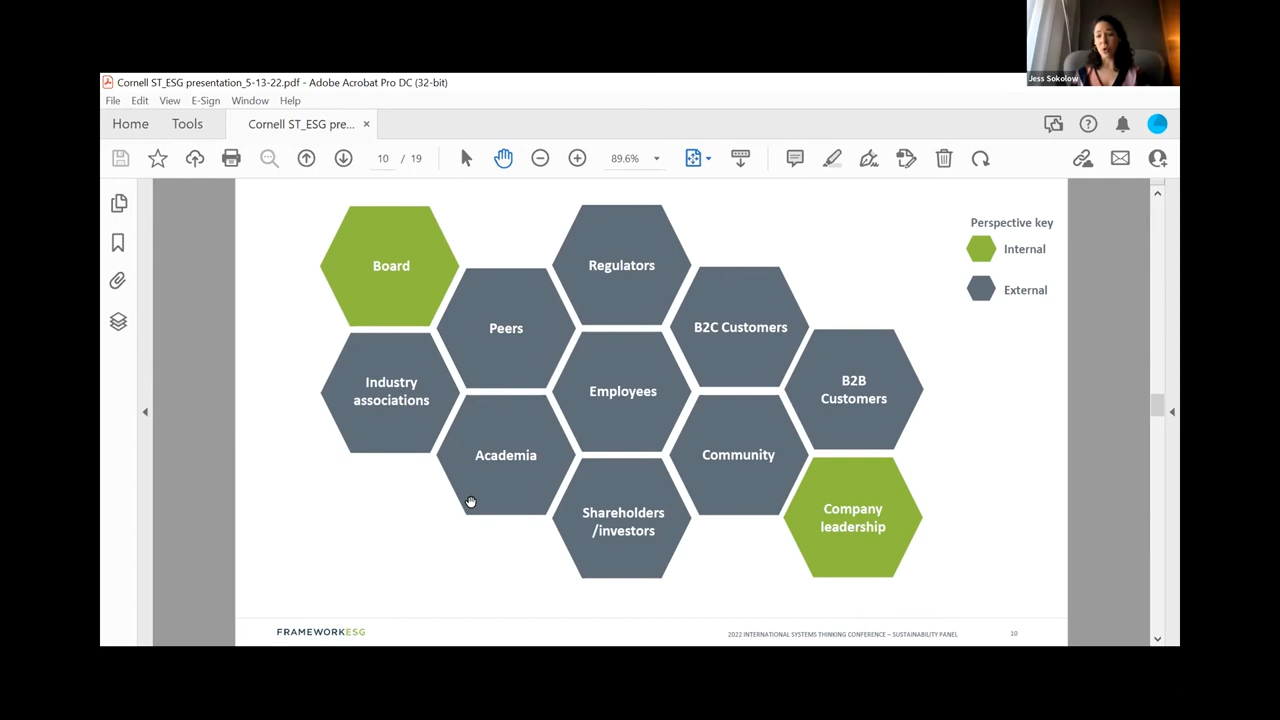 Jess Sokolow
Cornell ST_ESG presentation_5-13-22.pdf - Adobe Acrobat Pro DC (32-bit)
File Edit View E-Sign Window Help
Home Tools Cornell ST_ESG pre... ×
10 / 19 89.6%
Perspective key
Internal
External
Board
Regulators
Peers
B2C Customers
Industry
associations
Employees
B2B
Customers
Academia
Community
Shareholders
/investors
Company
leadership
FRAMEWORKESG
2022 INTERNATIONAL SYSTEMS THINKING CONFERENCE – SUSTAINABILITY PANEL
10